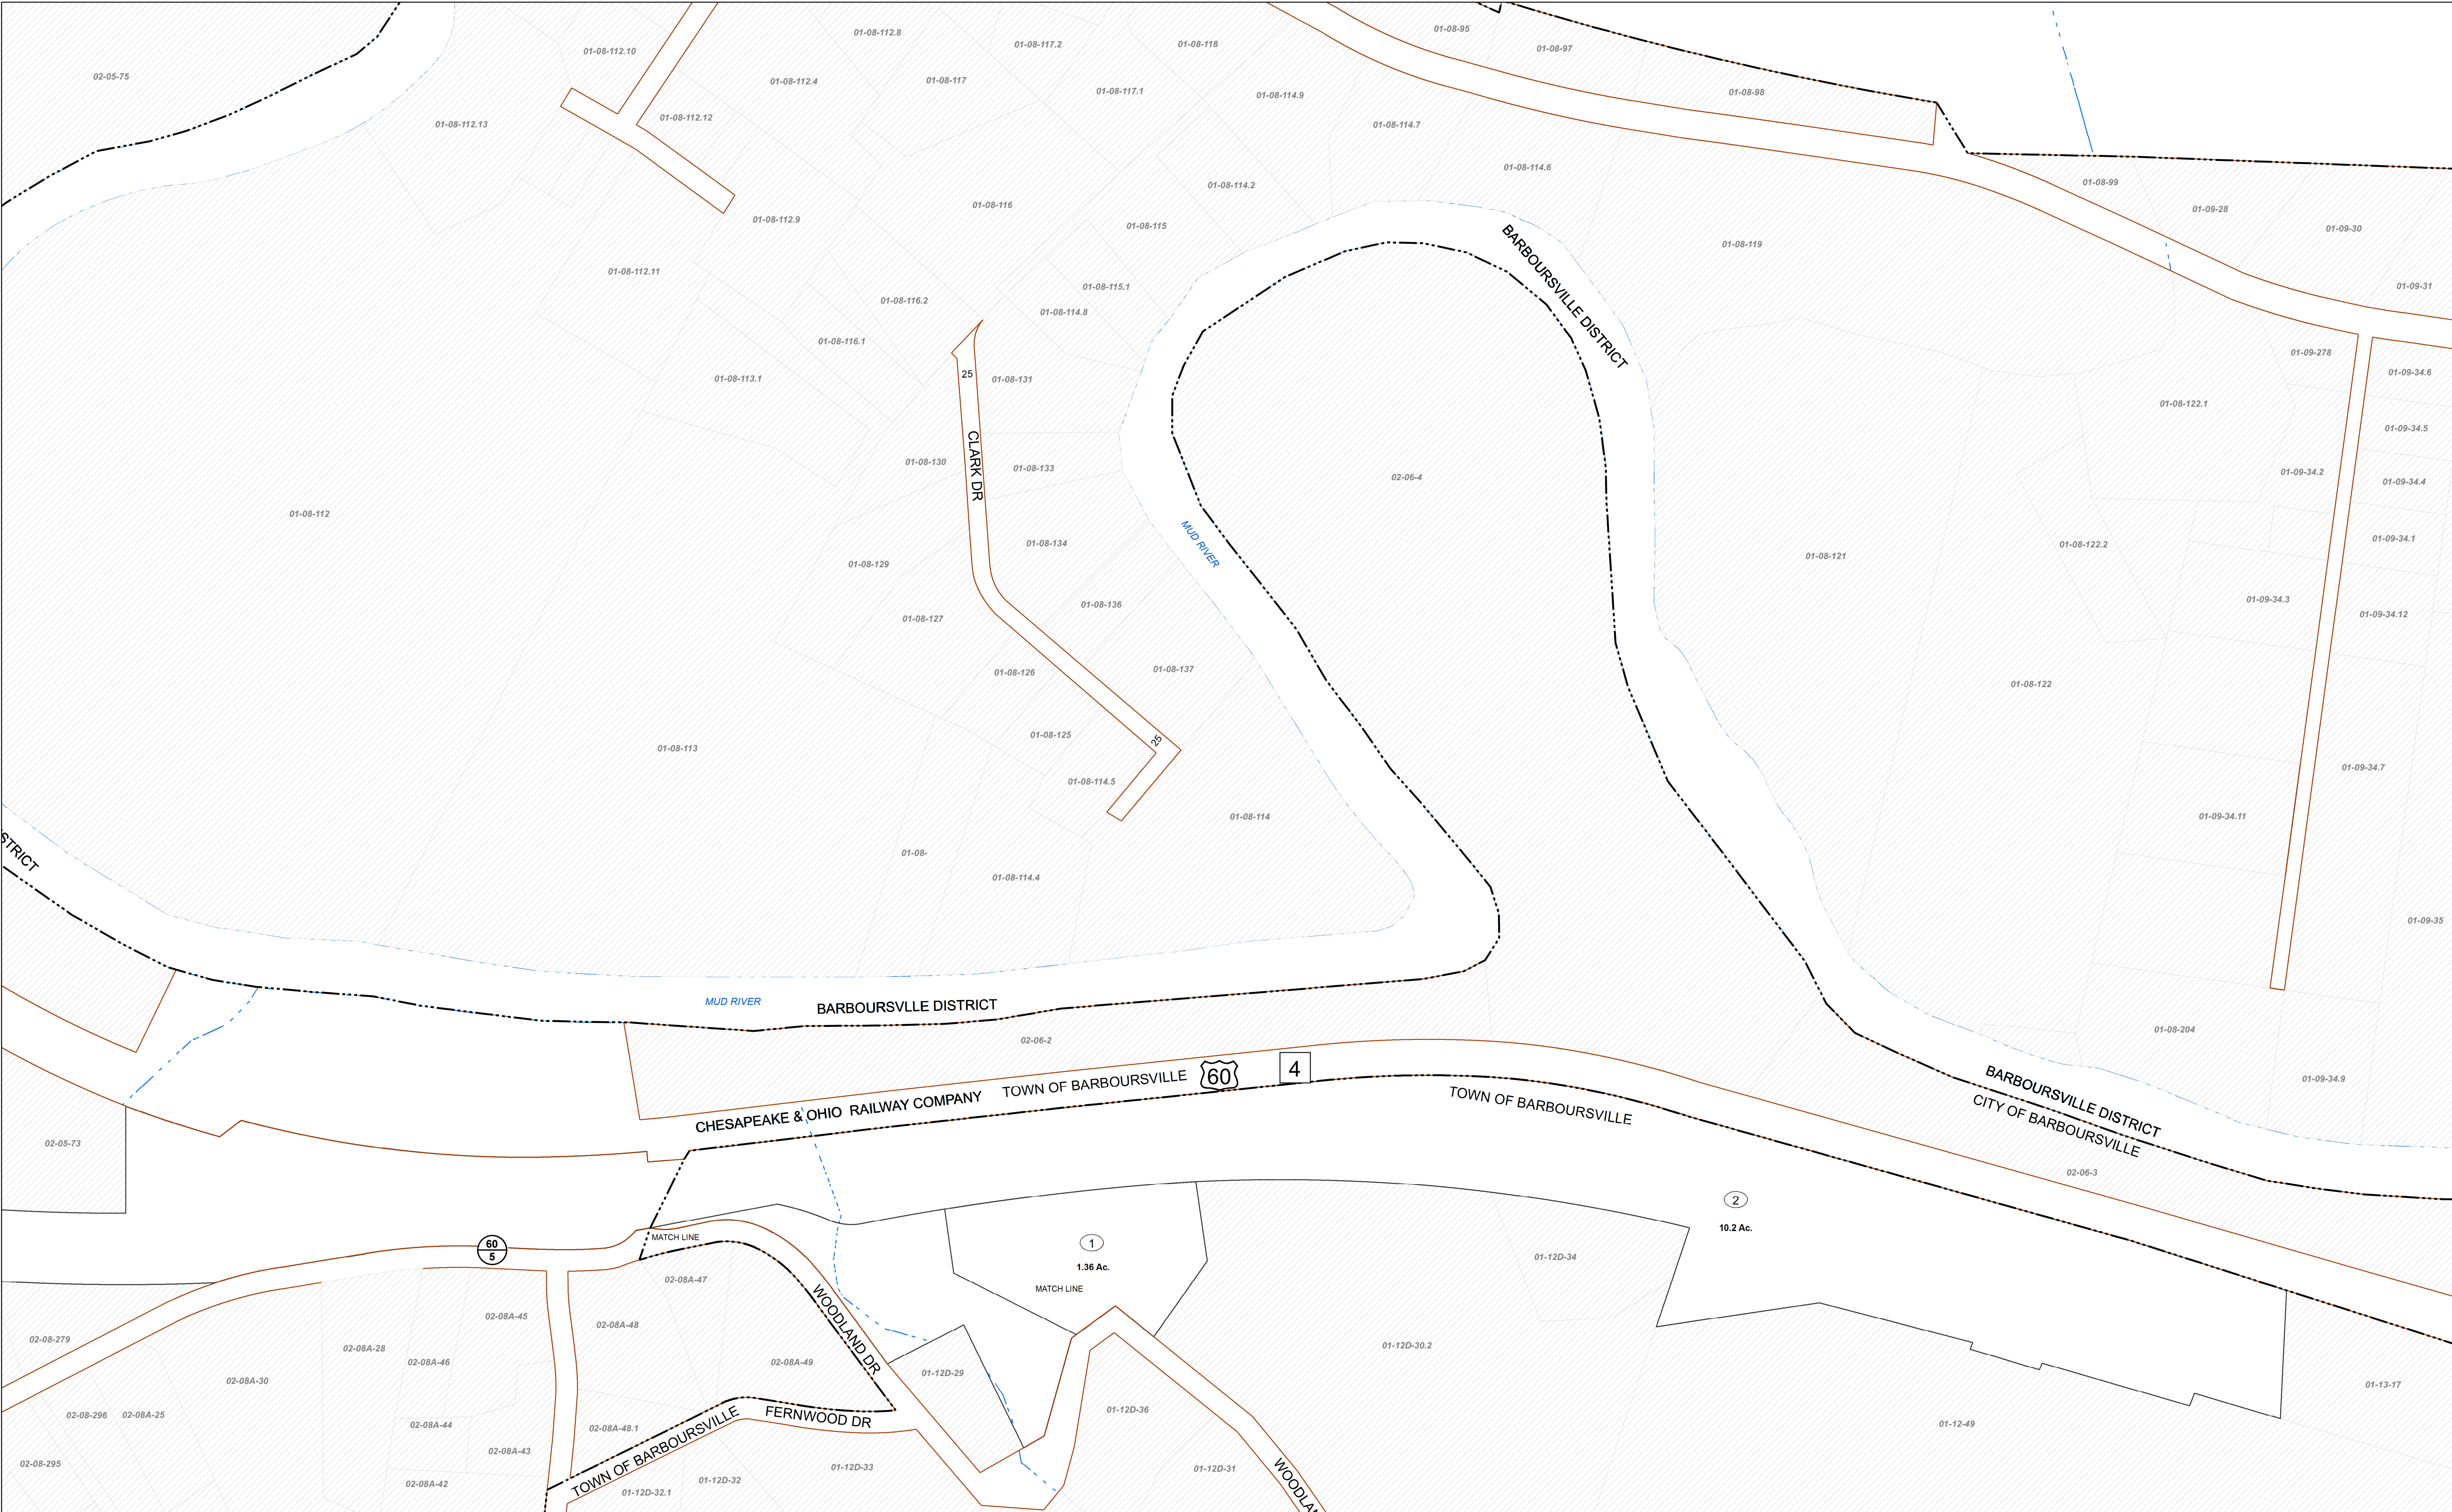 01-08-95
01-08-112.8
01-08-117.2
01-08-118
01-08-97
01-08-112.10
02-05-75
01-08-112.4
01-08-117
01-08-117.1
01-08-114.9
01-08-98
01-08-112.13
01-08-112.12
01-08-114.7
01-08-114.6
01-08-99
01-08-114.2
01-08-116
01-09-28
01-08-112.9
01-08-115
01-09-30
BARBOURSVILLE DISTRICT
01-08-119
01-08-112.11
01-08-115.1
01-09-31
01-08-116.2
01-08-114.8
01-08-116.1
01-09-278
25
01-08-131
01-08-113.1
01-09-34.6
01-08-122.1
01-09-34.5
CLARK DR
01-08-130
01-08-133
02-06-4
01-09-34.2
01-09-34.4
01-08-112
MUD RIVER
01-08-134
01-08-122.2
01-09-34.1
01-08-121
01-08-129
01-08-136
01-09-34.3
01-08-127
01-09-34.12
01-08-126
01-08-137
01-08-122
01-08-113
01-08-125
25
01-09-34.7
01-08-114.5
01-08-114
01-09-34.11
STRICT
01-08-
01-08-114.4
01-09-35
MUD RIVER
BARBOURSVLLE DISTRICT
01-08-204
02-06-2
60
4
01-09-34.9
TOWN OF BARBOURSVILLE
CHESAPEAKE & OHIO RAILWAY COMPANY
TOWN OF BARBOURSVILLE
BARBOURSVILLE DISTRICT
CITY OF BARBOURSVILLE
02-05-73
02-06-3
2
10.2 Ac.
60
5
MATCH LINE
1
1.36 Ac.
MATCH LINE
01-12D-34
02-08A-47
WOODLAND DR
02-08A-45
02-08A-48
02-08-279
02-08A-28
02-08A-46
02-08A-49
01-12D-30.2
01-12D-29
02-08A-30
01-13-17
02-08-296
02-08A-25
02-08A-44
02-08A-48.1
TOWN OF BARBOURSVILLE
FERNWOOD DR
01-12D-36
01-12-49
02-08A-43
02-08-295
02-08A-42
01-12D-32
01-12D-33
01-12D-31
WOODLAN
01-12D-32.1